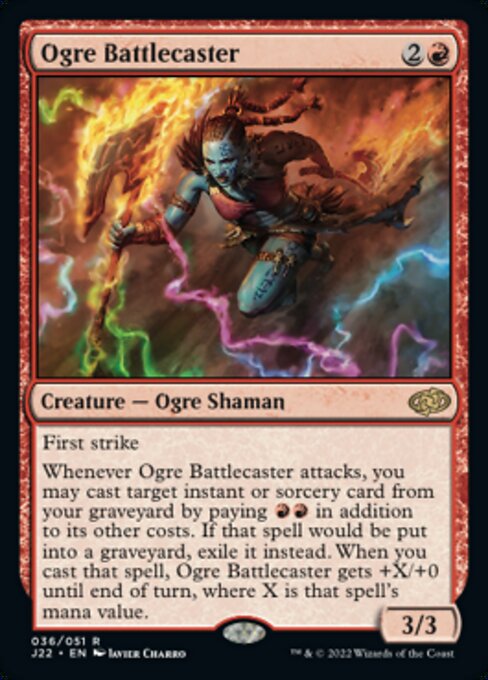 Ogre Battlecaster 2
Creature — Ogre Shaman
First strike
Whenever Ogre Battlecaster attacks, you
may cast target instant or sorcery card from
your graveyard by paying in addition
to its other costs. If that spell would be put
into a graveyard, exile it instead. When you
cast that spell, Ogre Battlecaster gets +X/+0
until end of turn, where X is that spell's
mana value.
3/3
036/051 R
J22 • EN Javier Charro
™ & © 2022 Wizards of the Coast